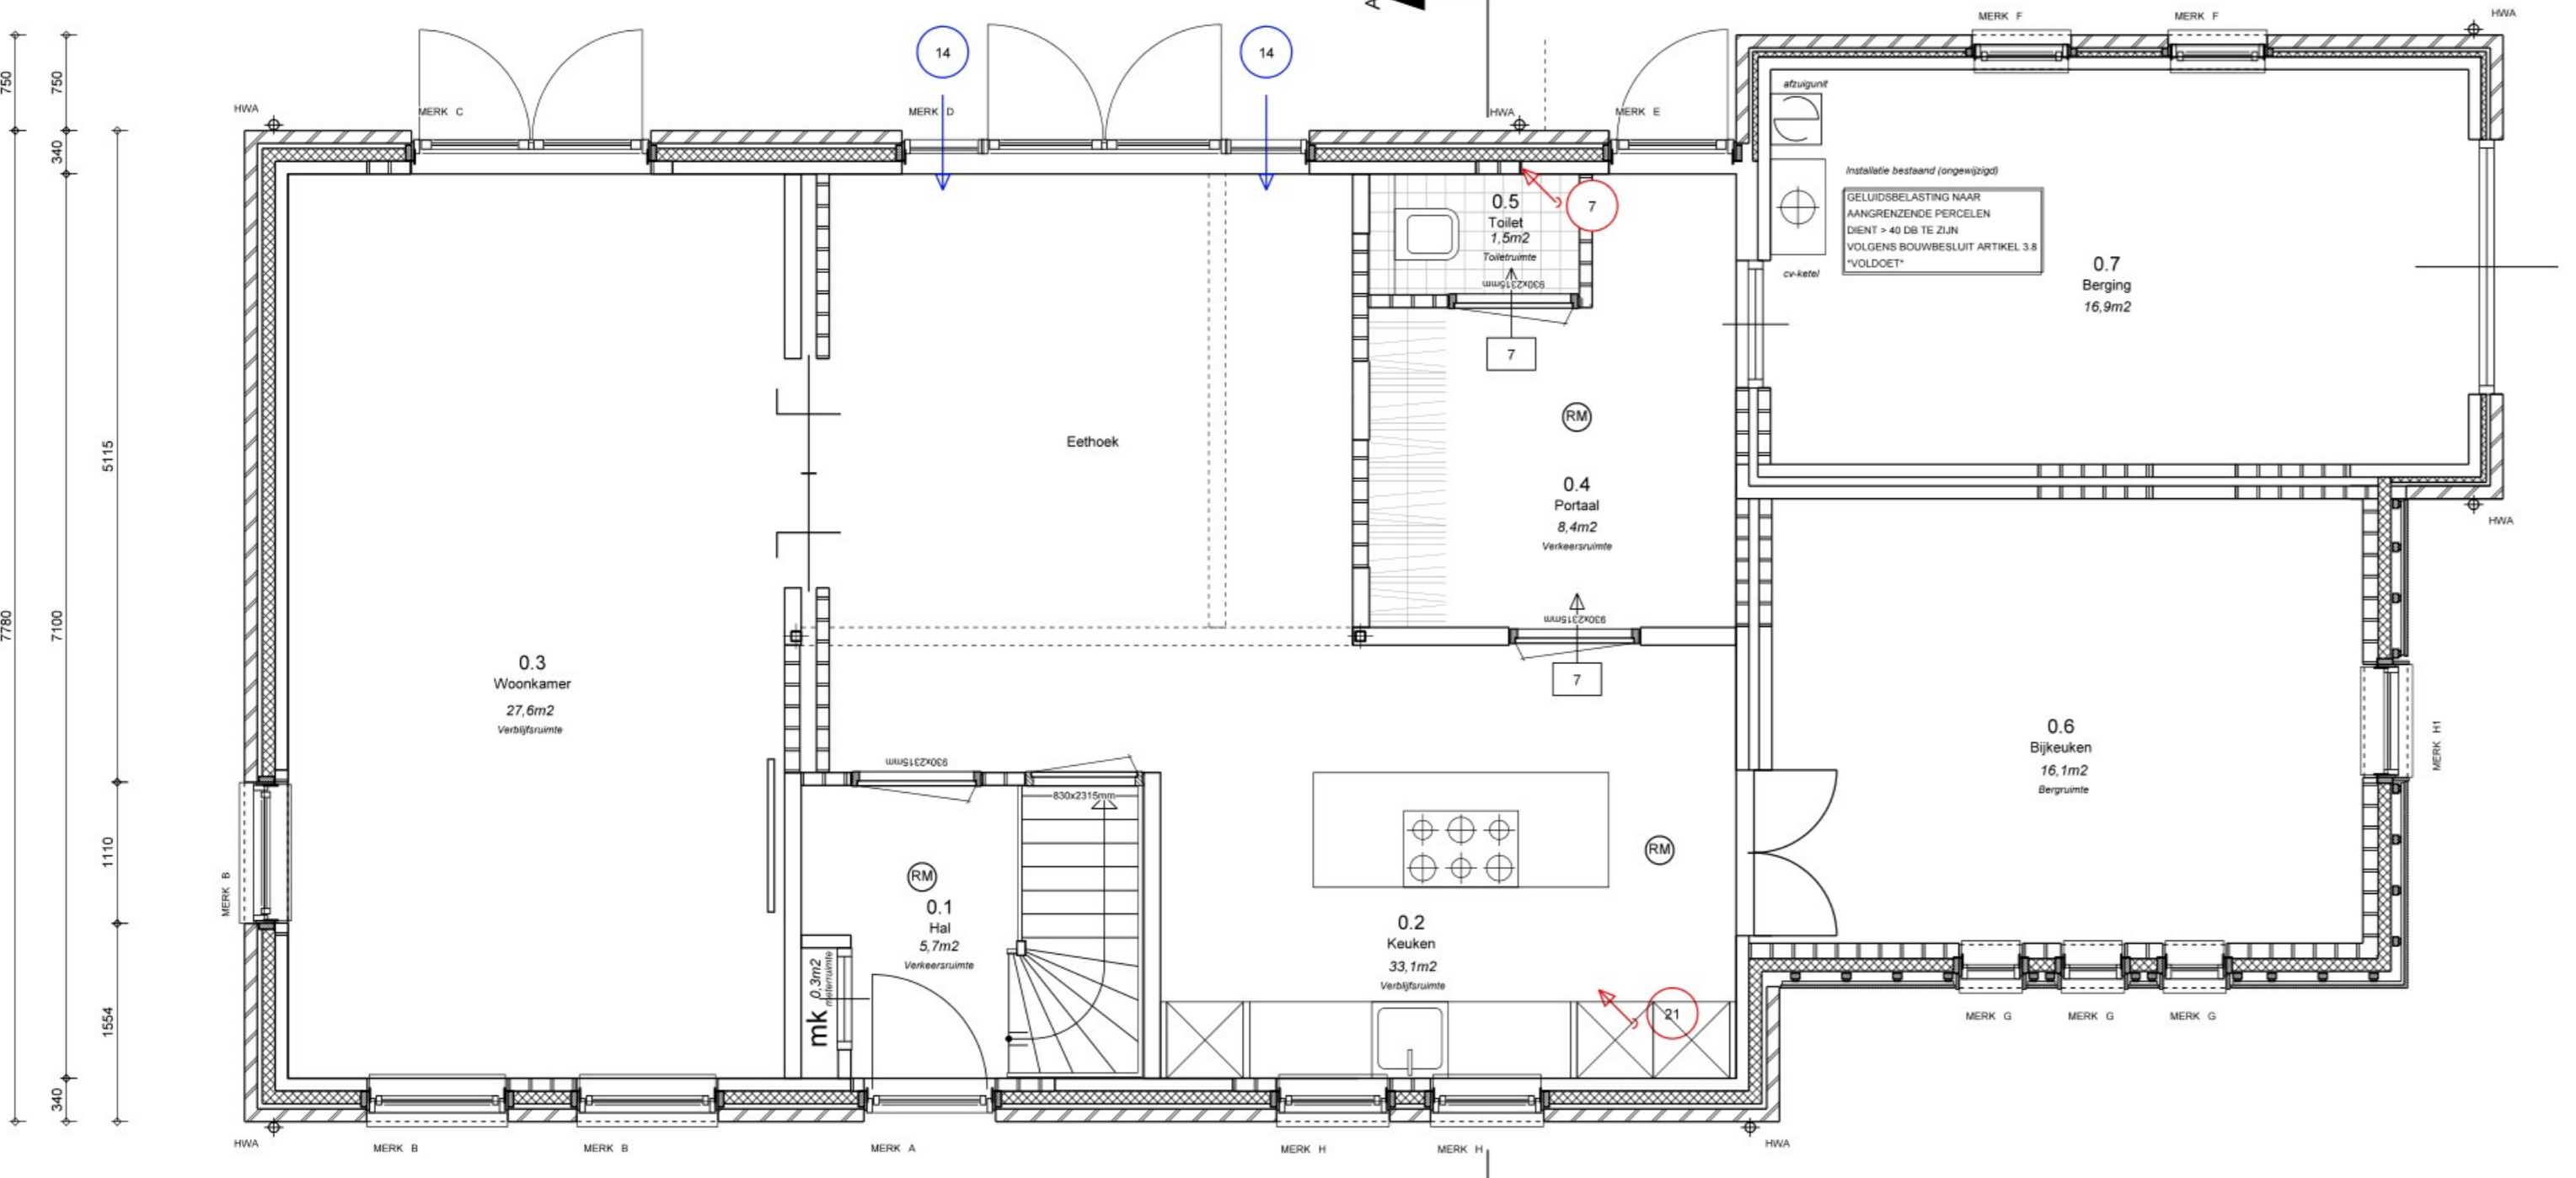 A
MERK F
MERK F
HWA
750
750
14
14
HWA
MERK C
MERK D
HWA
MERK E
afzuigunit
340
Installatie bestaand (ongewijzigd)
GELUIDSBELASTING NAAR
AANGRENZENDE PERCELEN
DIENT > 40 DB TE ZIJN
VOLGENS BOUWBESLUIT ARTIKEL 3.8
"VOLDOET"
cv-ketel
0.5
Toilet
1,5m2
Toiletruimte
7
930x2315mm
7
0.7
Berging
16,9m2
RM
Eethoek
5115
0.4
Portaal
8,4m2
Verkeersruimte
HWA
7780
7100
930x2315mm
7
0.3
Woonkamer
27,6m2
Verblijfsruimte
0.6
Bijkeuken
16,1m2
Bergruimte
MERK H1
930x2315mm
830x2315mm
1110
MERK B
RM
0.1
Hal
5,7m2
Verkeersruimte
RM
0.2
Keuken
33,1m2
Verblijfsruimte
mk 0,3m2
meterruimte
21
1554
MERK G
MERK G
MERK G
340
HWA
MERK B
MERK B
MERK A
MERK H
MERK H
HWA